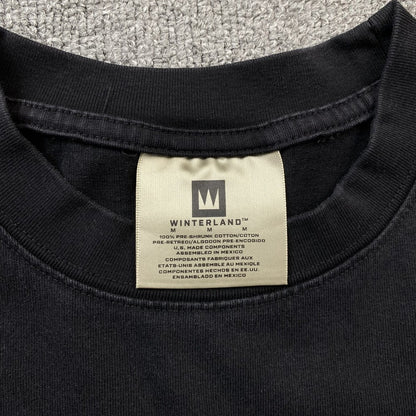 W
WINTERLAND™
M M M
100% PRE-SHRUNK COTTON/COTON
PRE-RETRECI/ALGODON PRE-ENCOGIDO
U.S. MADE COMPONENTS
ASSEMBLED IN MEXICO
COMPOSANTS FABRIQUES AUX
ETATS-UNIS ASSEMBLE AU MEXIQUE
COMPONENTES HECHOS EN EE.UU.
ENSAMBLADO EN MEXICO